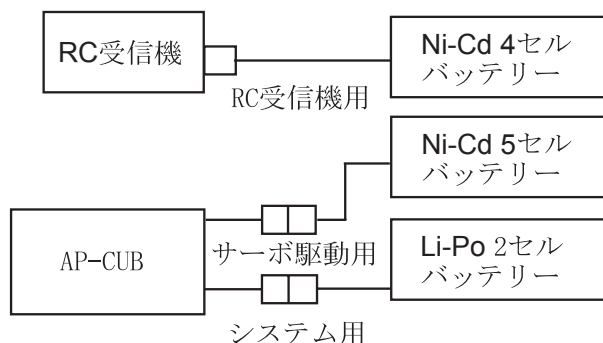 RC受信機
Ni-Cd 4セル
バッテリー
RC受信機用
Ni-Cd 5セル
バッテリー
AP-CUB
サーボ駆動用
Li-Po 2セル
バッテリー
システム用